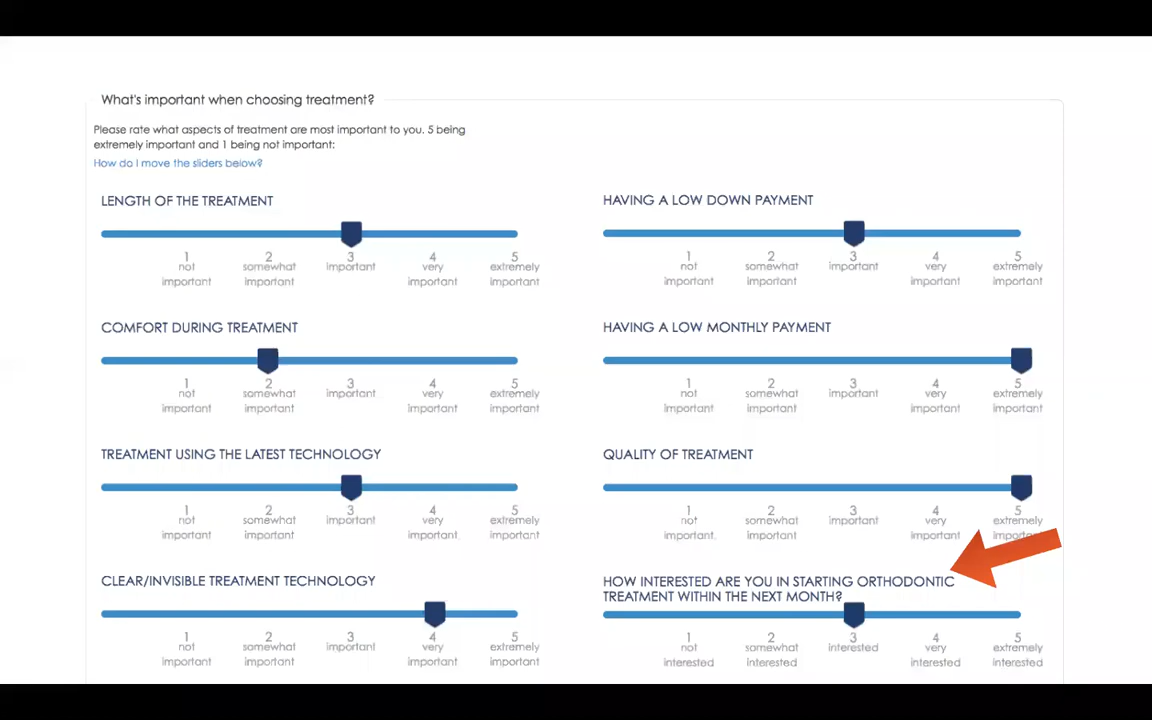 What's important when choosing treatment?
Please rate what aspects of treatment are most important to you. 5 being
extremely important and 1 being not important:
How do I move the sliders below?
LENGTH OF THE TREATMENT
1 2 3 4 5
not somewhat important very extremely
important important important important
HAVING A LOW DOWN PAYMENT
1 2 3 4 5
not somewhat important very extremely
important important important important
COMFORT DURING TREATMENT
1 2 3 4 5
not somewhat important very extremely
important important important important
HAVING A LOW MONTHLY PAYMENT
1 2 3 4 5
not somewhat important very extremely
important important important important
TREATMENT USING THE LATEST TECHNOLOGY
1 2 3 4 5
not somewhat important very extremely
important important important important
QUALITY OF TREATMENT
1 2 3 4 5
not somewhat important very extremely
important important important important
CLEAR/INVISIBLE TREATMENT TECHNOLOGY
1 2 3 4 5
not somewhat important very extremely
important important important important
HOW INTERESTED ARE YOU IN STARTING ORTHODONTIC
TREATMENT WITHIN THE NEXT MONTH?
1 2 3 4 5
not somewhat interested very extremely
interested interested interested interested